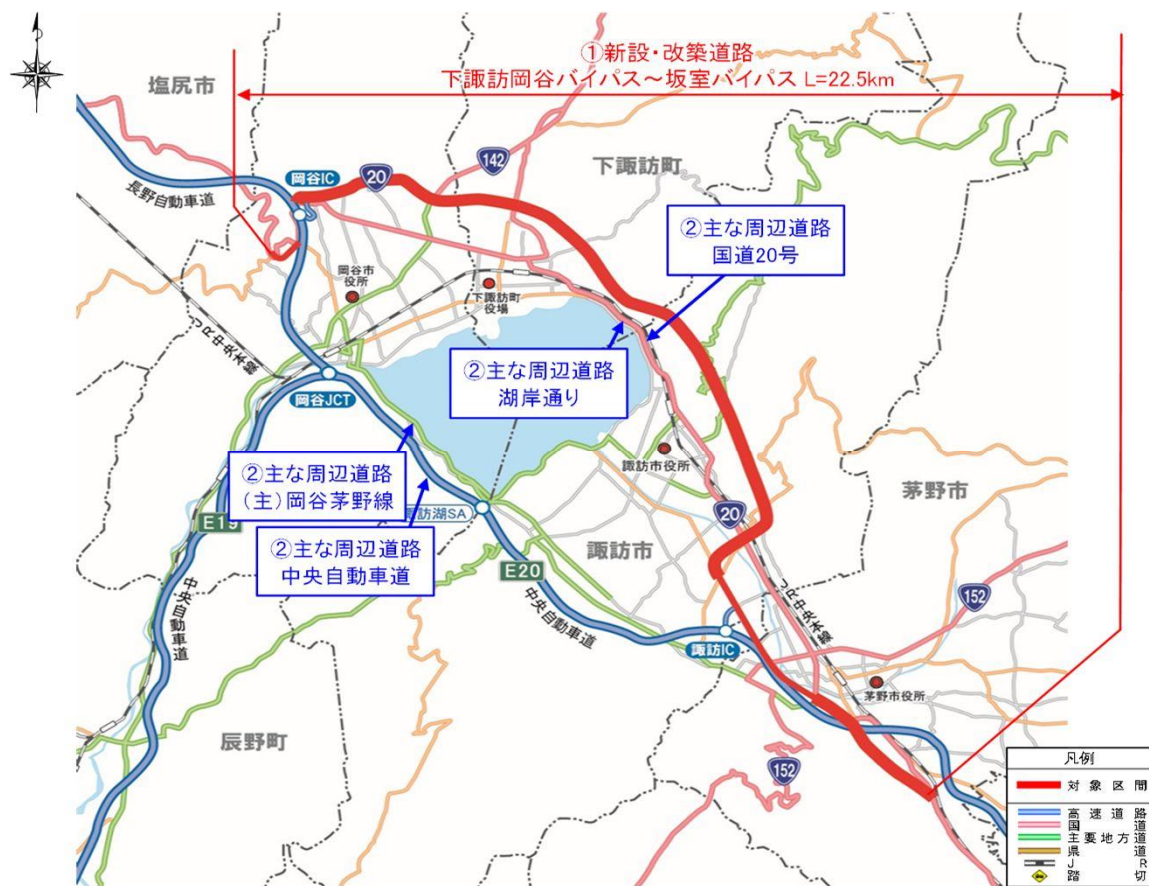 ①新設・改築道路
下諏訪岡谷バイパス～坂室バイパス L=22.5km
塩尻市
142
下諏訪町
岡谷IC
20
長野自動車道
②主な周辺道路
国道20号
岡谷市
役所
下諏訪町
役場
JR中央本線
②主な周辺道路
湖岸通り
岡谷JCT
諏訪市役所
茅野市
②主な周辺道路
(主)岡谷茅野線
諏訪湖SA
20
E19
②主な周辺道路
中央自動車道
諏訪市
E20
JR中央本線
152
中央自動車道
中央自動車道
諏訪IC
茅野市役所
辰野町
152
凡例
対象区間
高速道路
国道
主要地方道
県道
JR
踏切